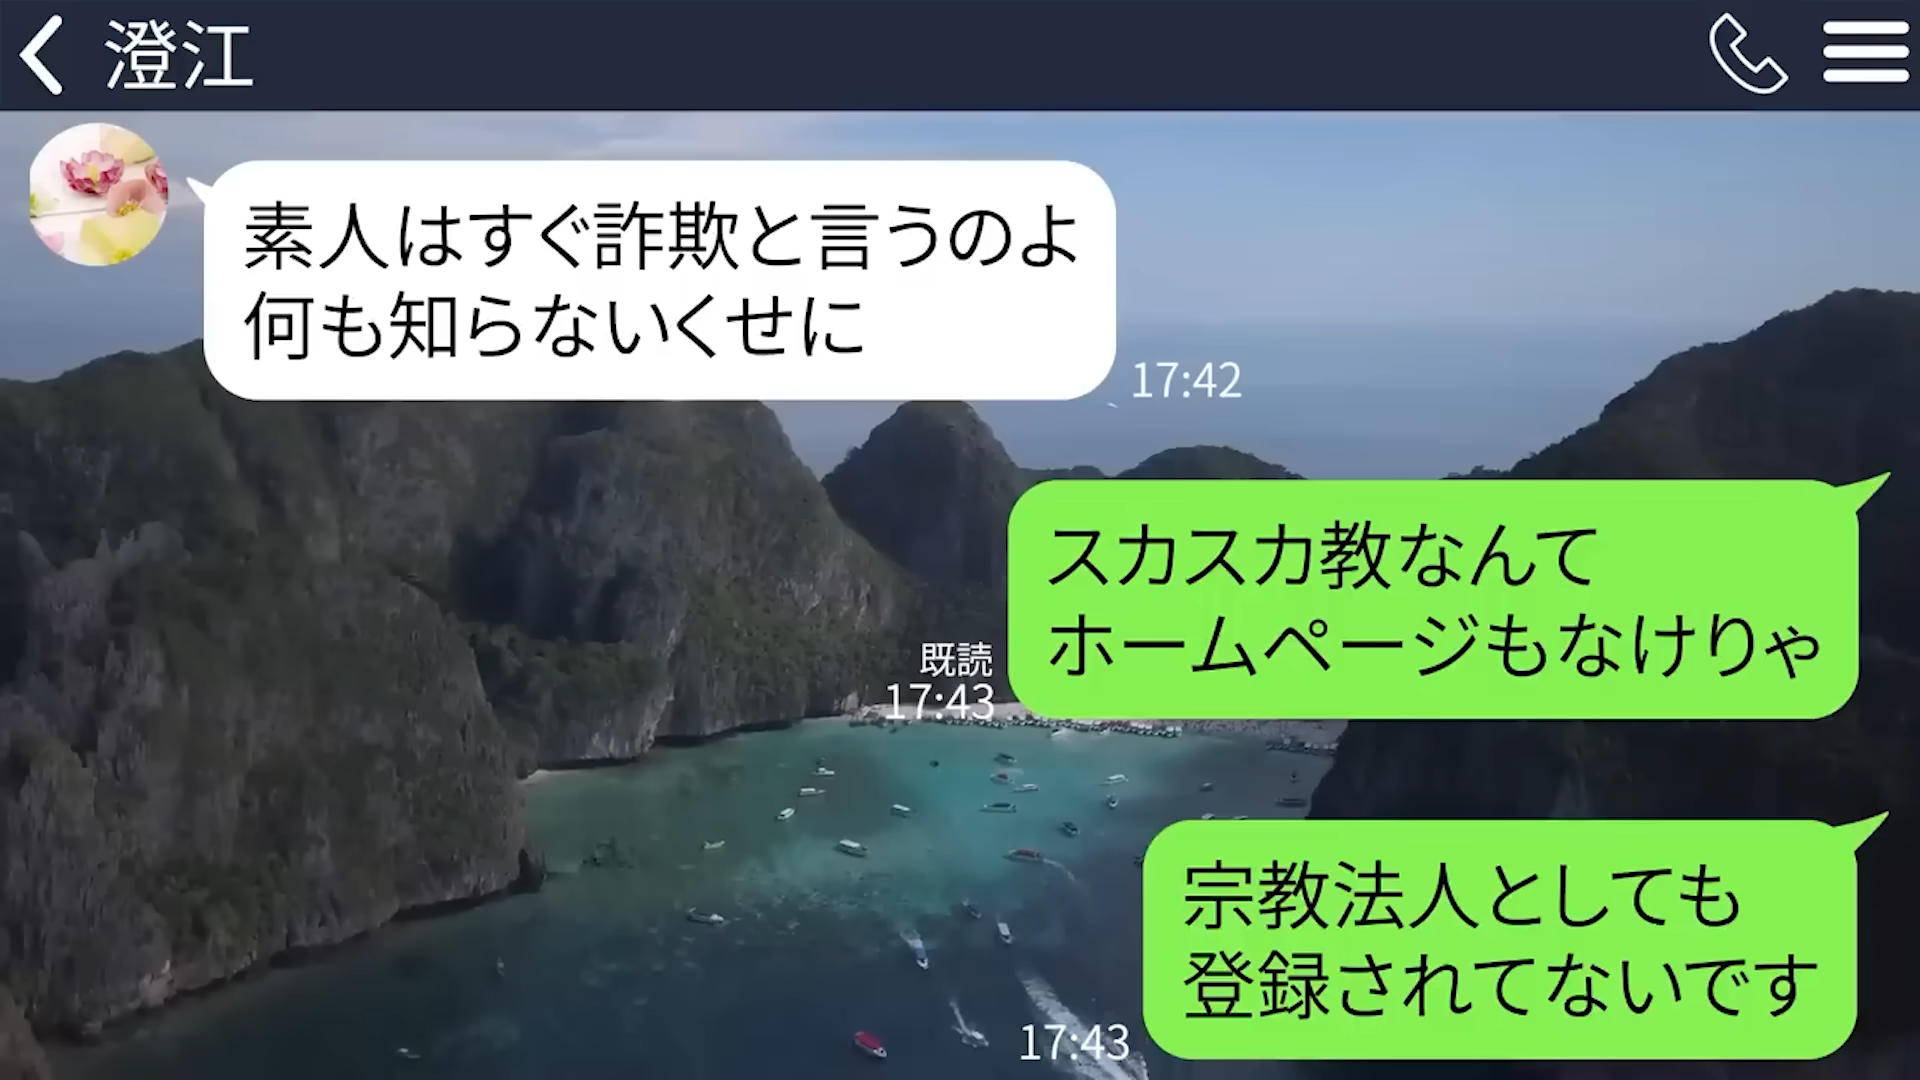 澄江
素人はすぐ詐欺と言うのよ
何も知らないくせに
17:42
スカスカ教なんて
ホームページもなけりゃ
既読
17:43
宗教法人としても
登録されてないです
17:43